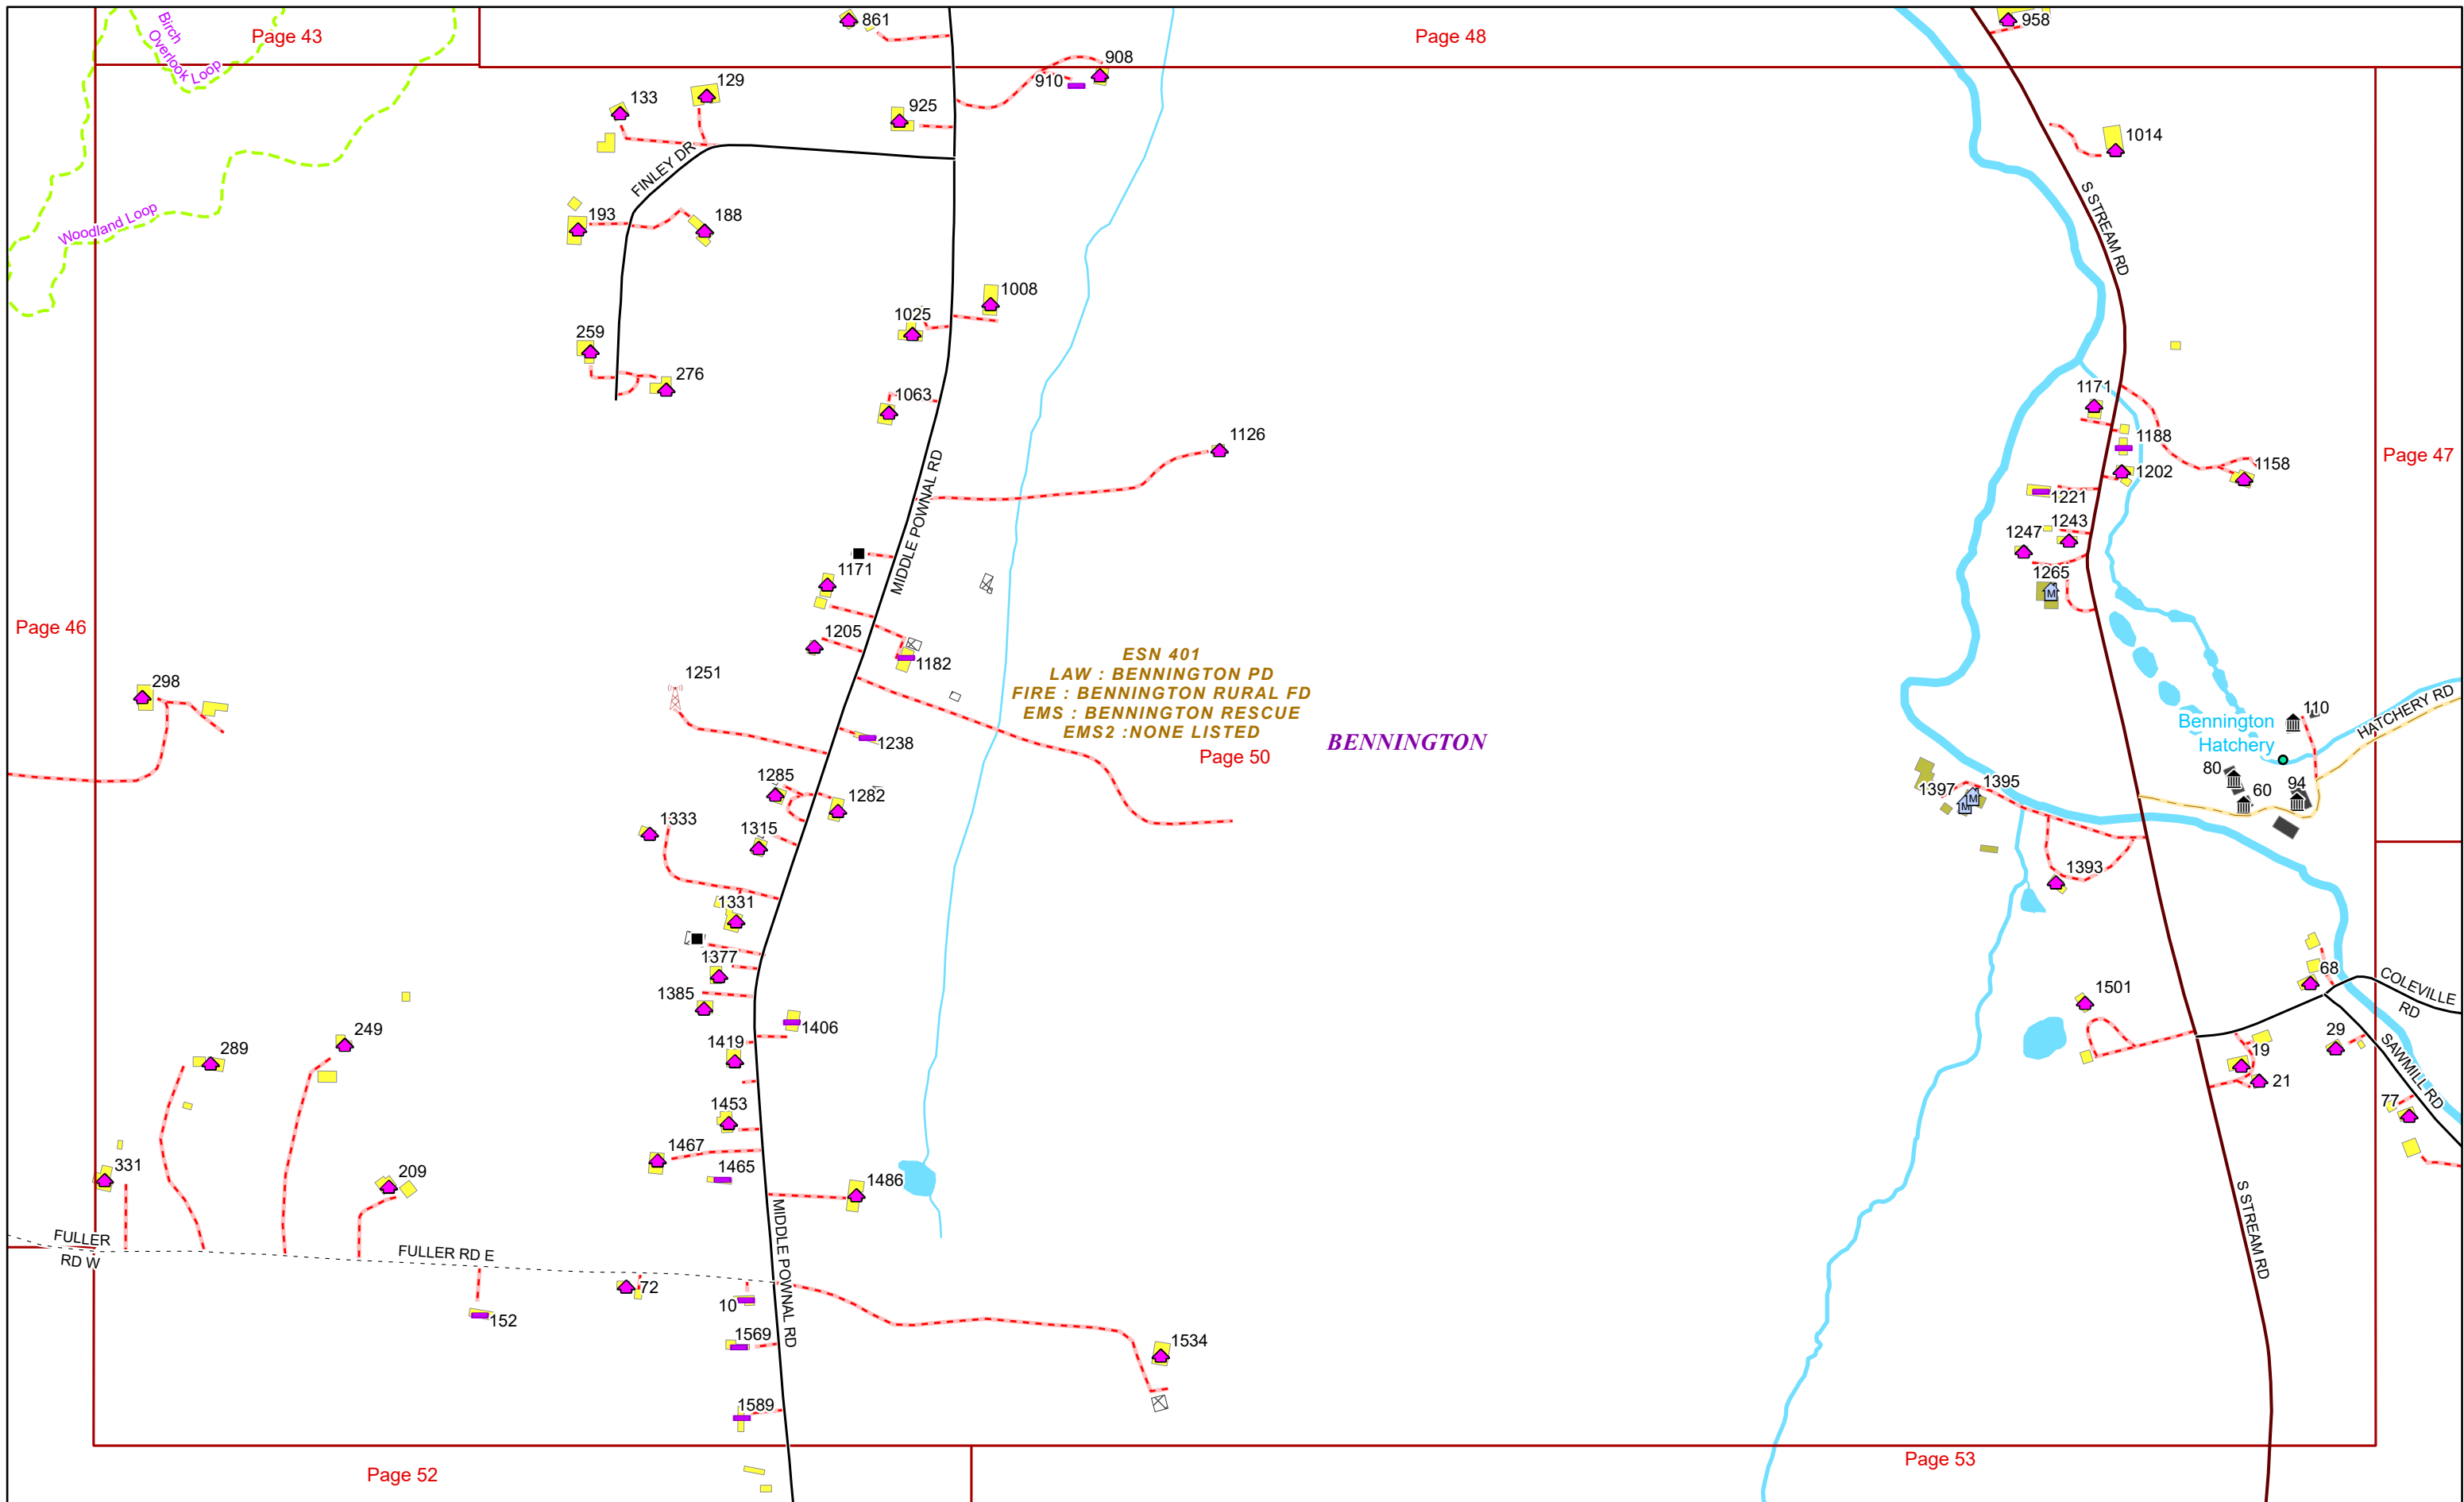 Birch
Overlook Loop
Page 43
861
Page 48
958
908
910
129
133
925
1014
FINLEY DR
S STREAM RD
Woodland Loop
193
188
1008
1025
259
276
1063
1171
1126
1188
Page 47
1158
1202
MIDDLE POWNAL RD
1221
1247
1243
1171
1265
Page 46
1205
1182
ESN 401
LAW : BENNINGTON PD
FIRE : BENNINGTON RURAL FD
EMS : BENNINGTON RESCUE
EMS2 :NONE LISTED
1251
298
HATCHERY RD
110
Bennington
Hatchery
1238
BENNINGTON
Page 50
80
1285
1282
1397
M
M
M
1395
60
94
1333
1315
1393
1331
1377
68
COLEVILLE
RD
1385
1501
1406
249
289
1419
29
19
SAWMILL RD
21
1453
77
1467
1465
331
209
1486
S STREAM RD
FULLER
RD W
FULLER RD E
MIDDLE POWNAL RD
72
10
152
1569
1534
1589
Page 52
Page 53